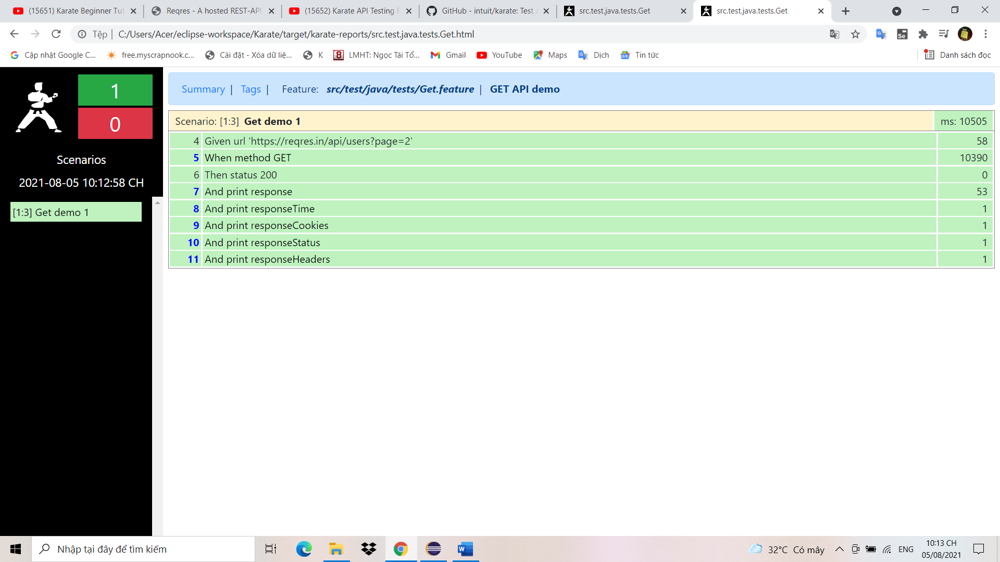 (15651) Karate Beginner Tut
Reqres - A hosted REST-API
(15652) Karate API Testing F
GitHub - intuit/karate: Test A
src.test.java.tests.Get
src.test.java.tests.Get
Tệp
C:/Users/Acer/eclipse-workspace/Karate/target/karate-reports/src.test.java.tests.Get.html
Se
Cập nhật Google C...
free.myscrapnook.c...
Cài đặt - Xóa dữ liệ...
K
LMHT: Ngọc Tái Tổ...
Gmail
YouTube
Maps
Dịch
Tin tức
Danh sách đọc
1
0
Scenarios
2021-08-05 10:12:58 CH
[1:3] Get demo 1
Summary | Tags | Feature: src/test/java/tests/Get.feature | GET API demo
Scenario: [1:3] Get demo 1 ms: 10505
4 Given url 'https://reqres.in/api/users?page=2' 58
5 When method GET 10390
6 Then status 200 0
7 And print response 53
8 And print responseTime 1
9 And print responseCookies 1
10 And print responseStatus 1
11 And print responseHeaders 1
Nhập tại đây để tìm kiếm
32°C Có mây
ENG
10:13 CH
05/08/2021